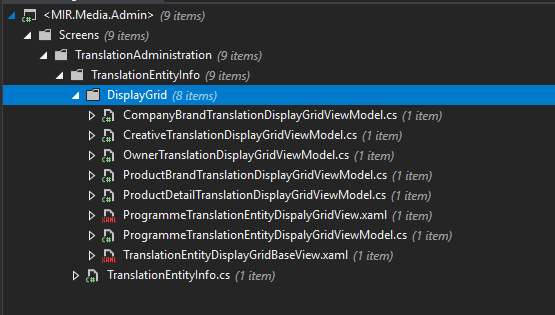 <MIR.Media.Admin> (9 items)
Screens (9 items)
TranslationAdministration (9 items)
TranslationEntityInfo (9 items)
DisplayGrid (8 items)
CompanyBrandTranslationDisplayGridViewModel.cs (1 item)
CreativeTranslationDisplayGridViewModel.cs (1 item)
OwnerTranslationDisplayGridViewModel.cs (1 item)
ProductBrandTranslationDisplayGridViewModel.cs (1 item)
ProductDetailTranslationDisplayGridViewModel.cs (1 item)
ProgrammeTranslationEntityDispalyGridView.xaml (1 item)
ProgrammeTranslationEntityDispalyGridViewModel.cs (1 item)
TranslationEntityDisplayGridBaseView.xaml (1 item)
TranslationEntityInfo.cs (1 item)